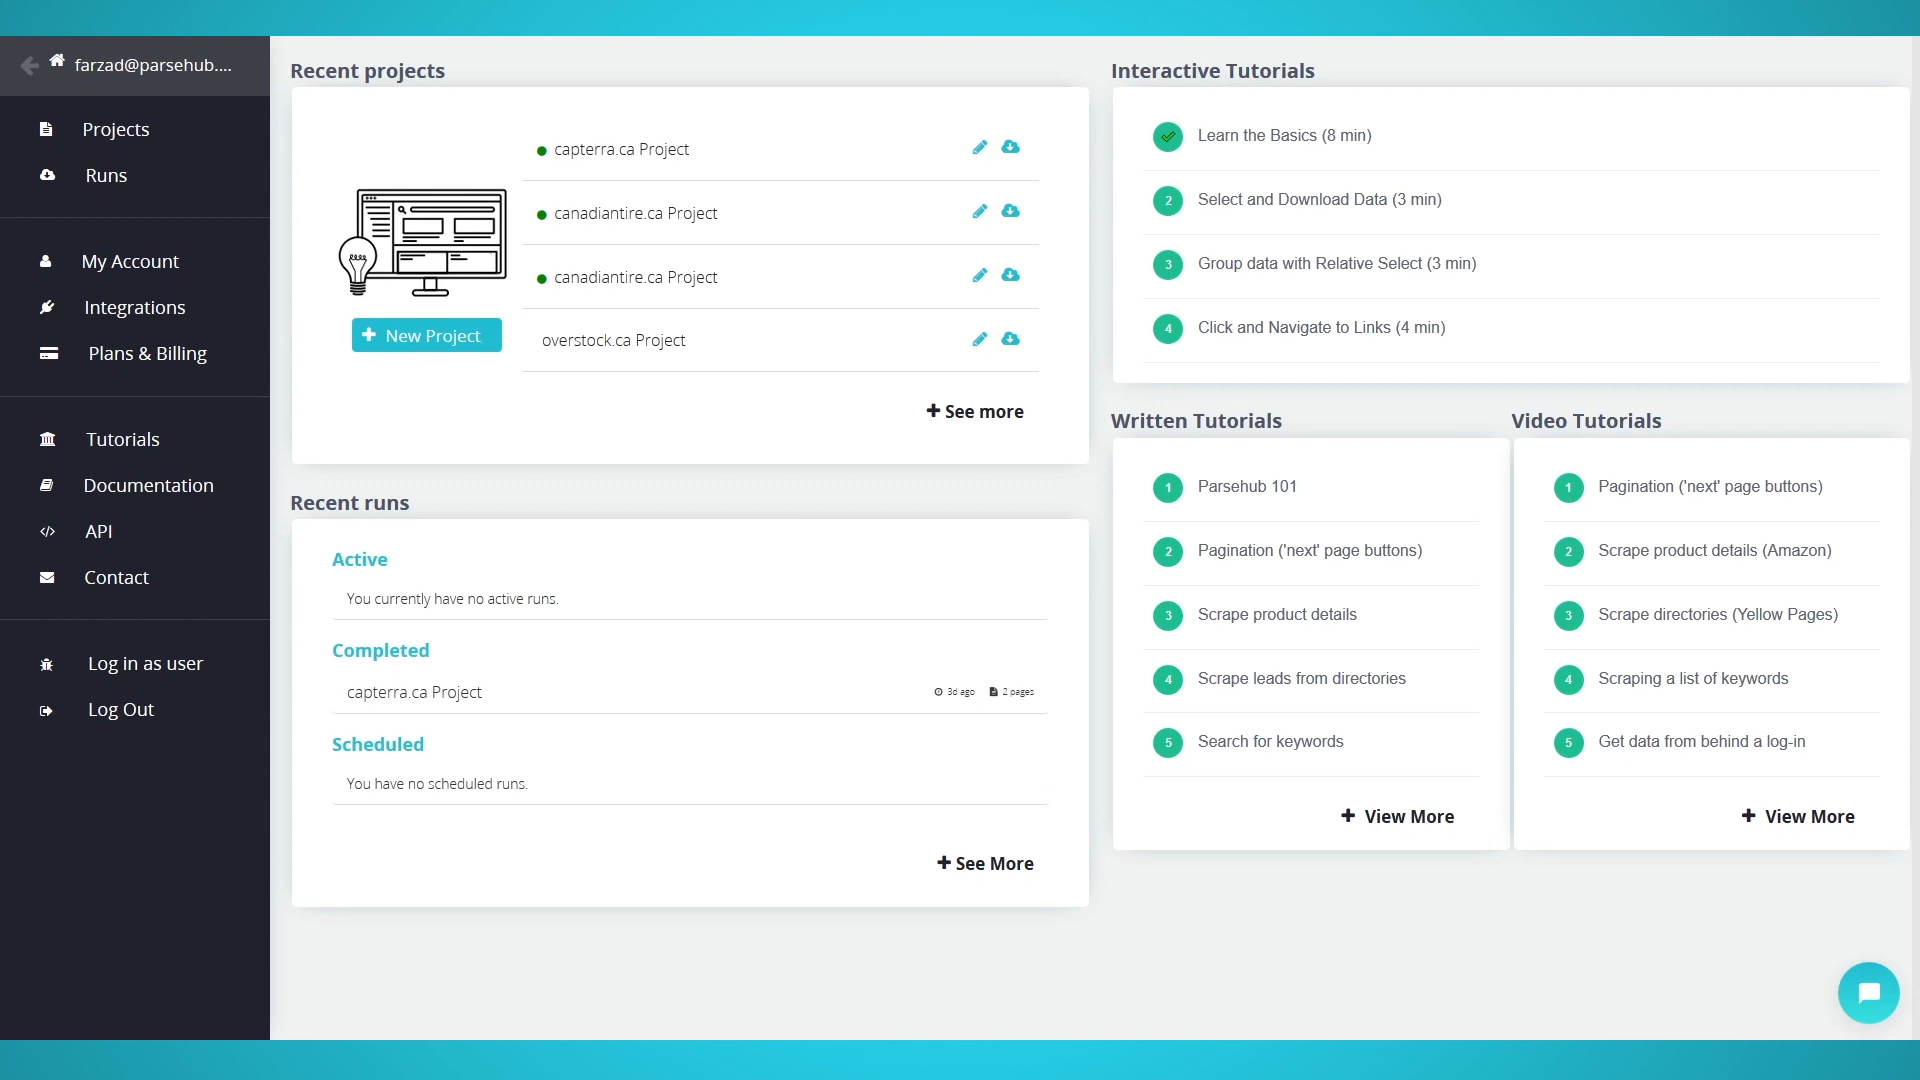 farzad@parsehub....
Projects
Runs
My Account
Integrations
Plans & Billing
Tutorials
Documentation
API
Contact
Log in as user
Log Out
Recent projects
capterra.ca Project
canadiantire.ca Project
canadiantire.ca Project
overstock.ca Project
New Project
See more
Recent runs
Active
You currently have no active runs.
Completed
capterra.ca Project 3d ago 2 pages
Scheduled
You have no scheduled runs.
See More
Interactive Tutorials
Learn the Basics (8 min)
2 Select and Download Data (3 min)
3 Group data with Relative Select (3 min)
4 Click and Navigate to Links (4 min)
Written Tutorials
1 Parsehub 101
2 Pagination ('next' page buttons)
3 Scrape product details
4 Scrape leads from directories
5 Search for keywords
View More
Video Tutorials
1 Pagination ('next' page buttons)
2 Scrape product details (Amazon)
3 Scrape directories (Yellow Pages)
4 Scraping a list of keywords
5 Get data from behind a log-in
View More